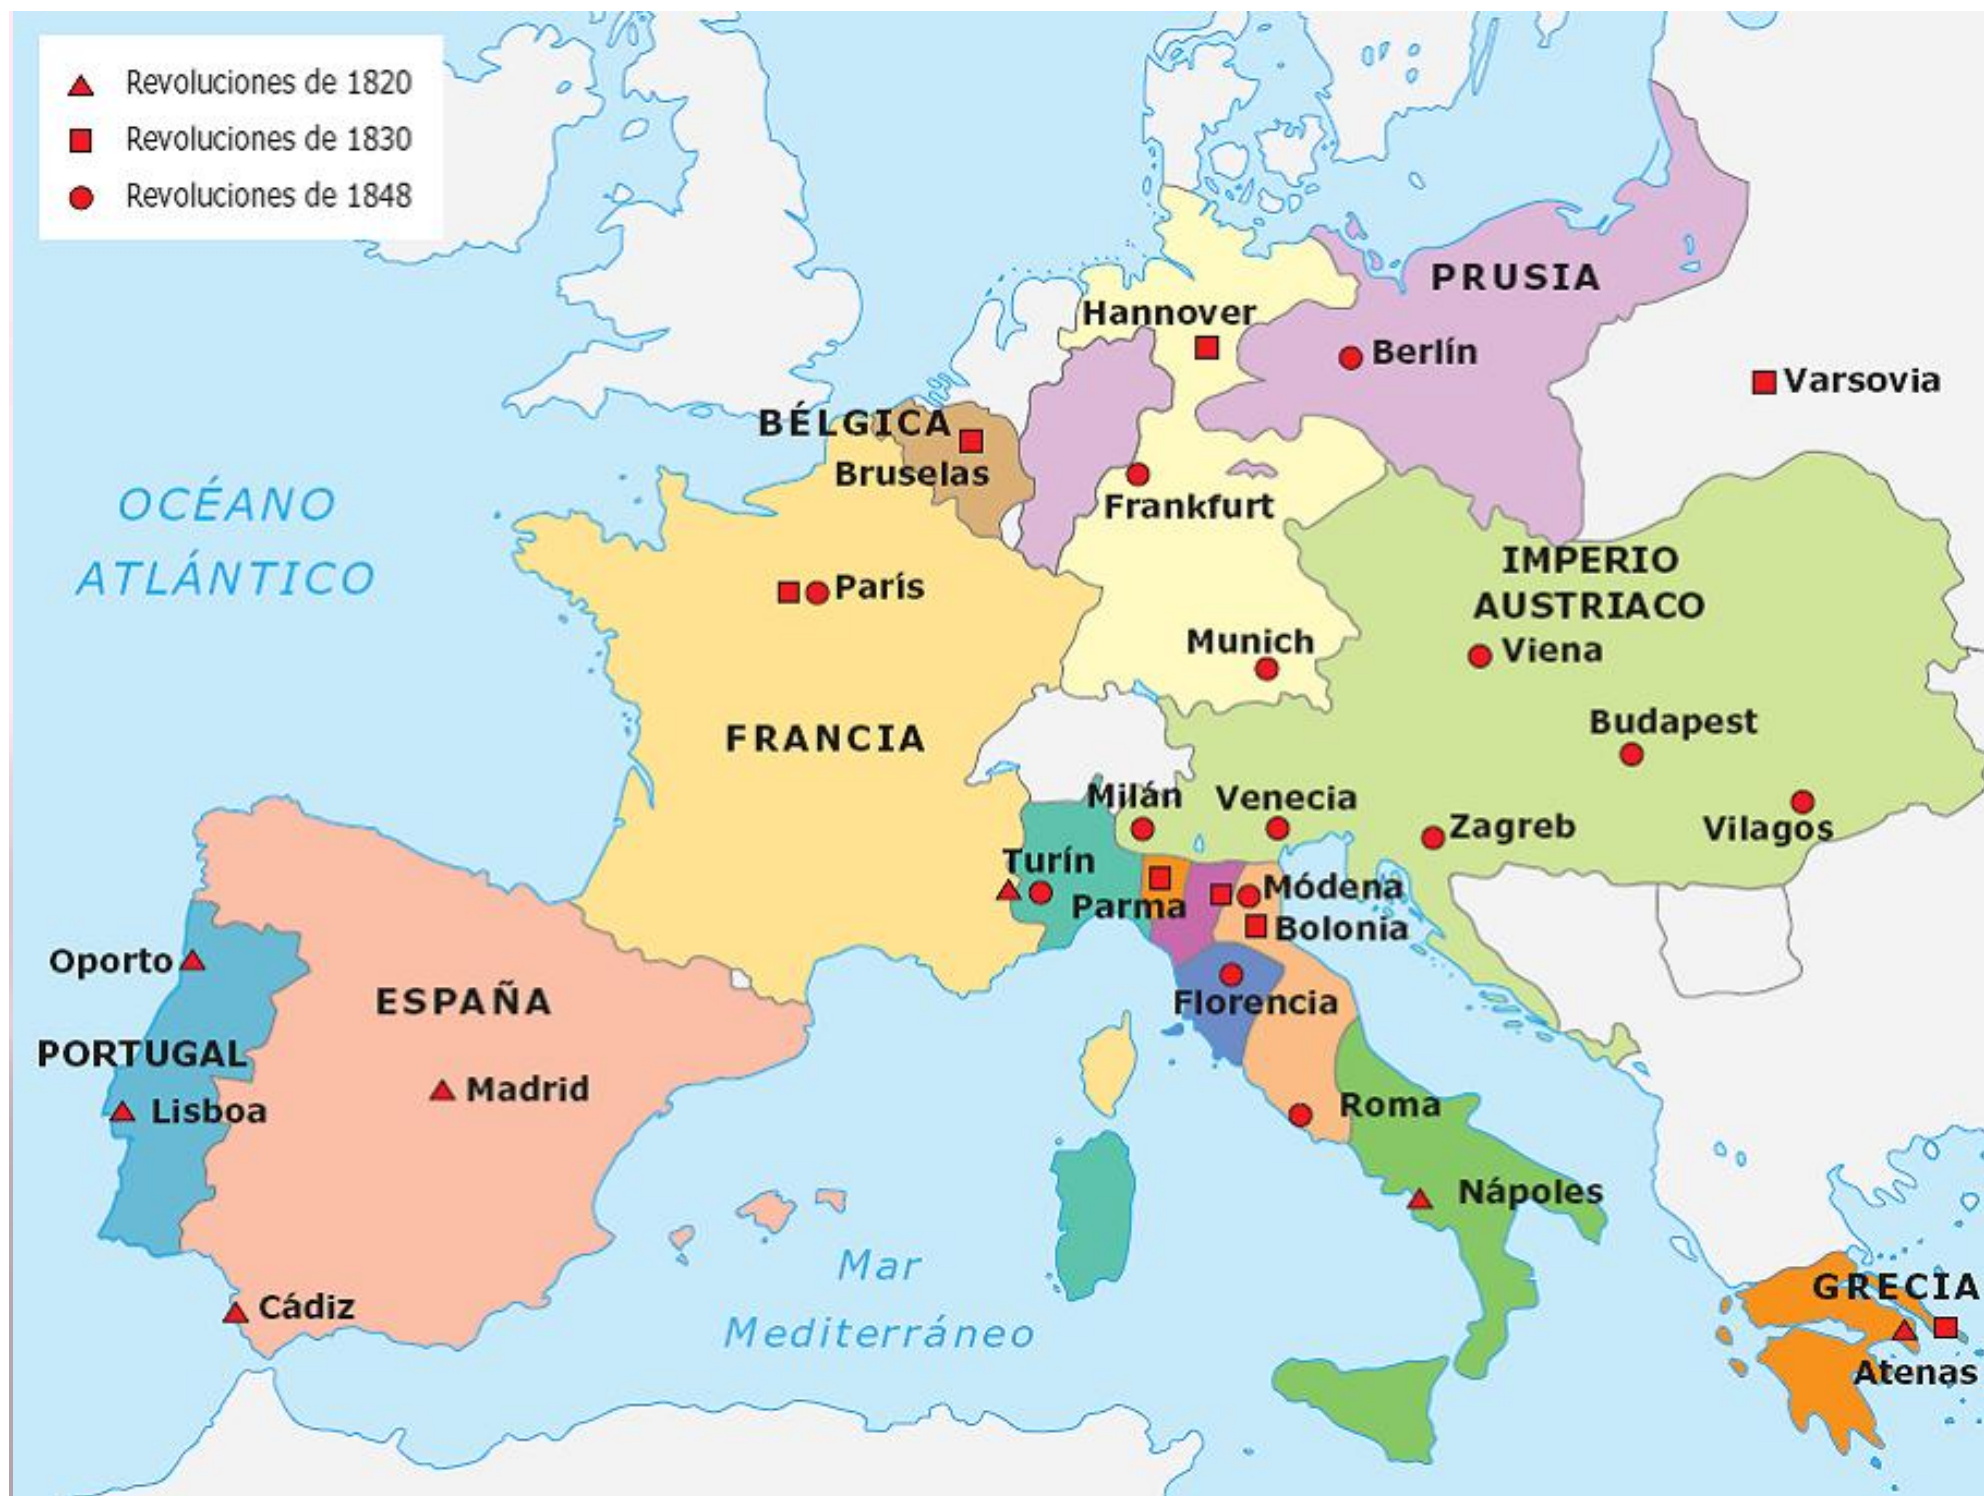 Revoluciones de 1820
Revoluciones de 1830
Revoluciones de 1848
PRUSIA
Hannover
Berlín
Varsovia
BÉLGICA
Bruselas
Frankfurt
OCÉANO
ATLÁNTICO
IMPERIO
AUSTRIACO
París
Munich
Viena
Budapest
FRANCIA
Milán
Venecia
Zagreb
Vilagos
Turín
Módena
Parma
Bolonia
Oporto
ESPAÑA
Florencia
PORTUGAL
Madrid
Lisboa
Roma
Nápoles
Mar
Mediterráneo
Cádiz
GRECIA
Atenas